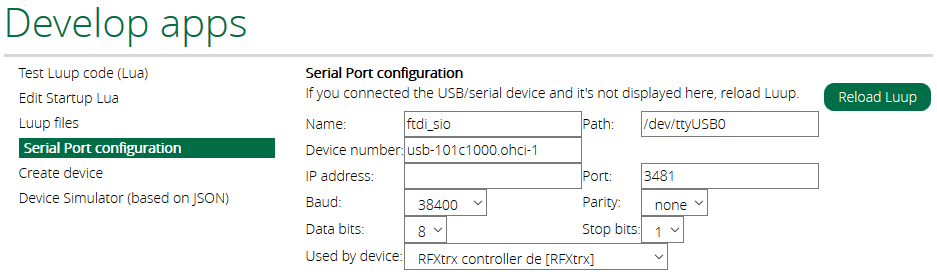 Develop apps
Test Luup code (Lua)
Edit Startup Lua
Luup files
Serial Port configuration
Create device
Device Simulator (based on JSON)
Serial Port configuration
If you connected the USB/serial device and it's not displayed here, reload Luup.
Reload Luup
Name: ftdi_sio Path: /dev/ttyUSB0
Device number: usb-101c1000.ohci-1
IP address: Port: 3481
Baud: 38400 Parity: none
Data bits: 8 Stop bits: 1
Used by device: RFXtrx controller de [RFXtrx]